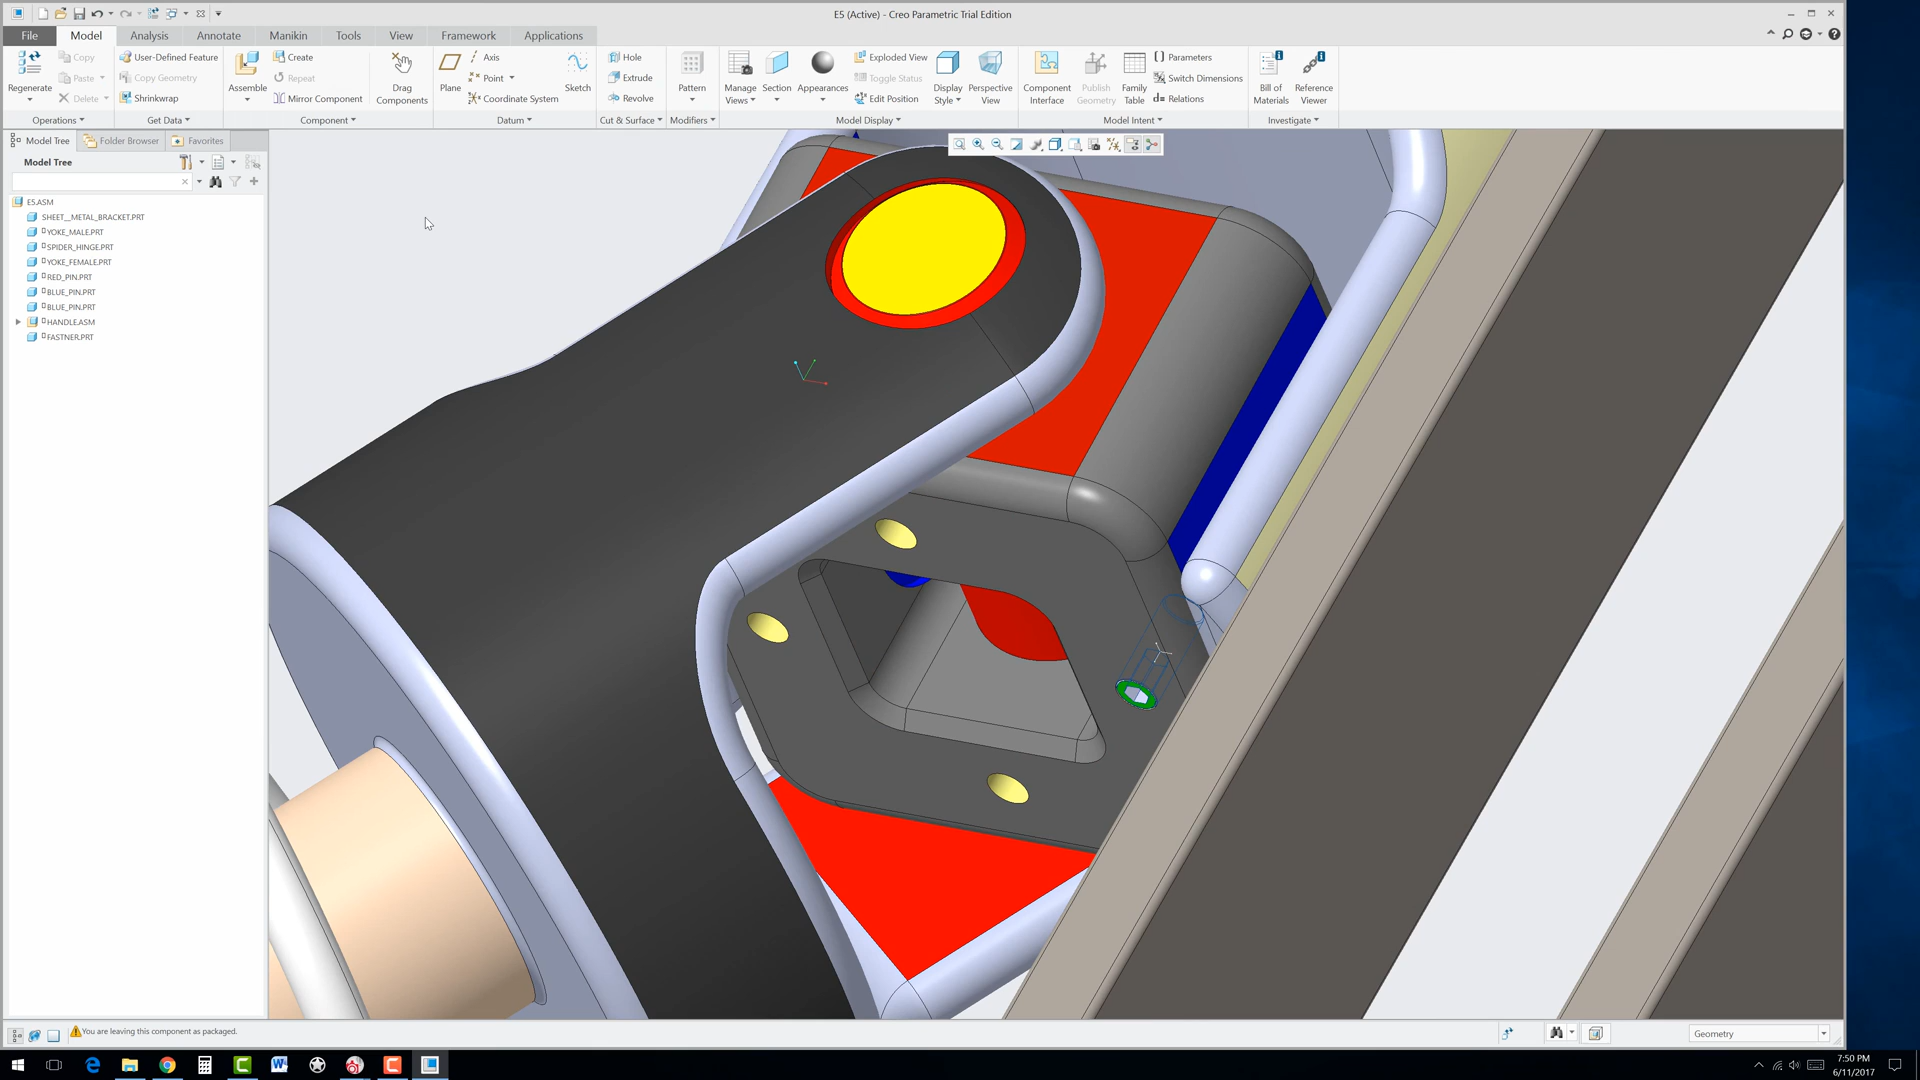 E5 (Active) - Creo Parametric Trial Edition
File Model Analysis Annotate Manikin Tools View Framework Applications
Regenerate
Copy
Paste
Delete
Operations
User-Defined Feature
Copy Geometry
Shrinkwrap
Get Data
Assemble
Create
Repeat
Mirror Component
Drag
Components
Component
Plane
Axis
Point
Coordinate System
Sketch
Datum
Hole
Extrude
Revolve
Cut & Surface
Pattern
Modifiers
Manage
Views
Section
Appearances
Exploded View
Toggle Status
Edit Position
Display
Style
Perspective
View
Model Display
Component
Interface
Publish
Geometry
Family
Table
Parameters
Switch Dimensions
d= Relations
Model Intent
Bill of
Materials
Reference
Viewer
Investigate
Model Tree Folder Browser Favorites
Model Tree
E5.ASM
SHEET__METAL_BRACKET.PRT
YOKE_MALE.PRT
SPIDER_HINGE.PRT
YOKE_FEMALE.PRT
RED_PIN.PRT
BLUE_PIN.PRT
BLUE_PIN.PRT
HANDLE.ASM
FASTNER.PRT
You are leaving this component as packaged.
Geometry
7:50 PM
6/11/2017